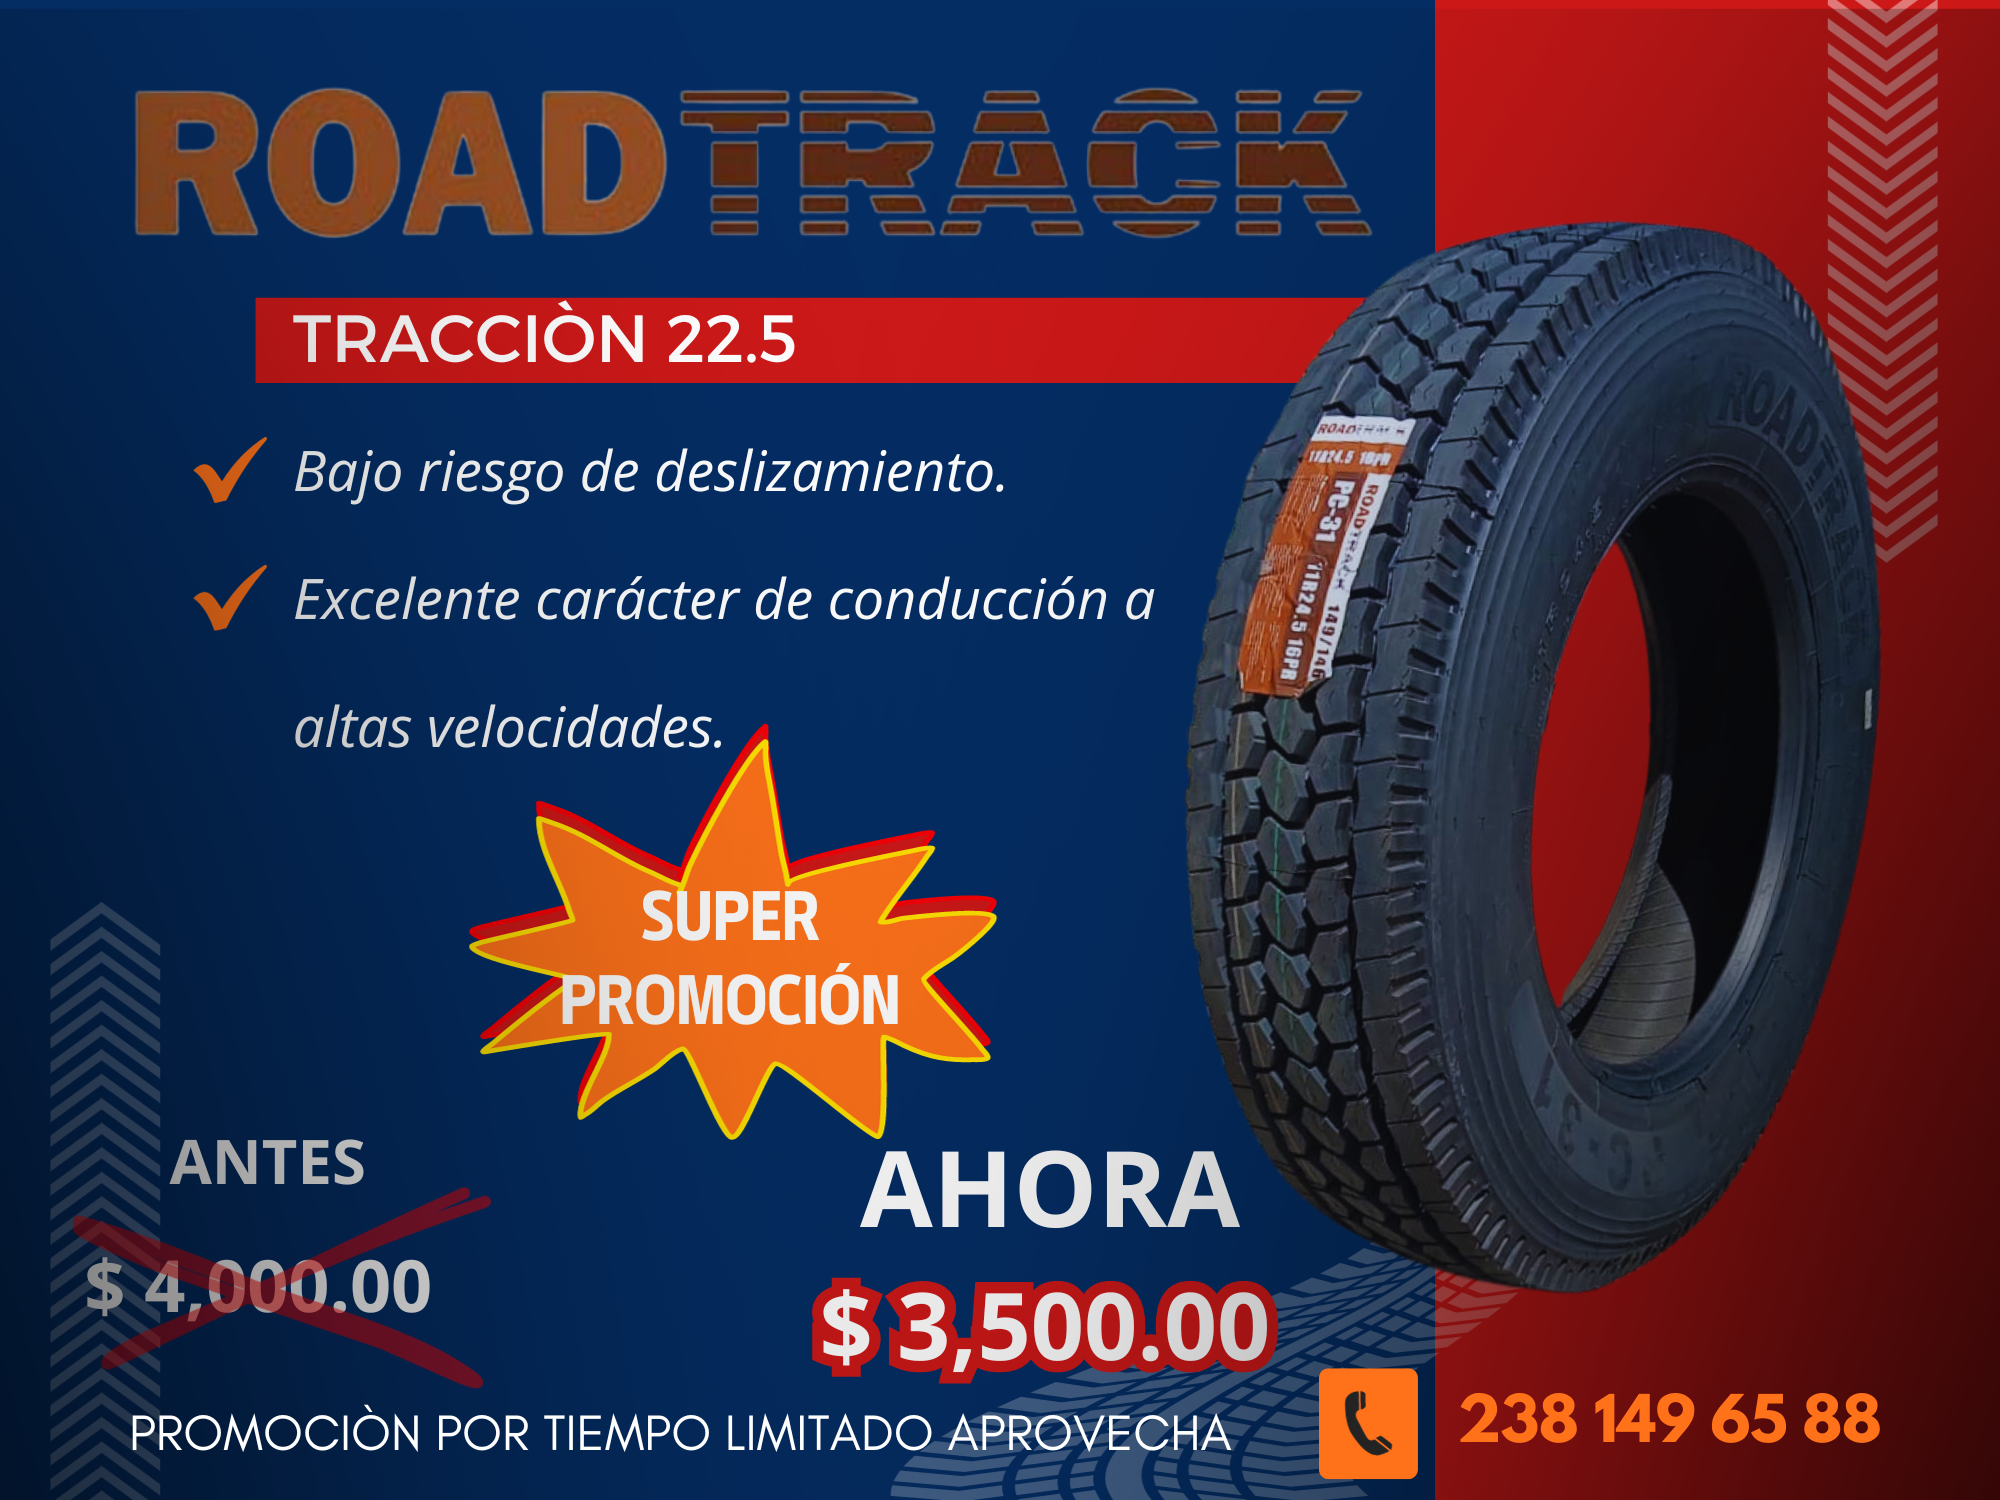 ROADTRACK
TRACCIÒN 22.5
Bajo riesgo de deslizamiento.
Excelente carácter de conducción a
altas velocidades.
ROADTRACK
11R24.5 16PR
ROADTRACK 149/146
PC-31 11R24.5 16PR
ROADTRACK
SUPER
PROMOCIÓN
ANTES
$ 4,000.00
AHORA
$ 3,500.00
PROMOCIÒN POR TIEMPO LIMITADO APROVECHA
238 149 65 88